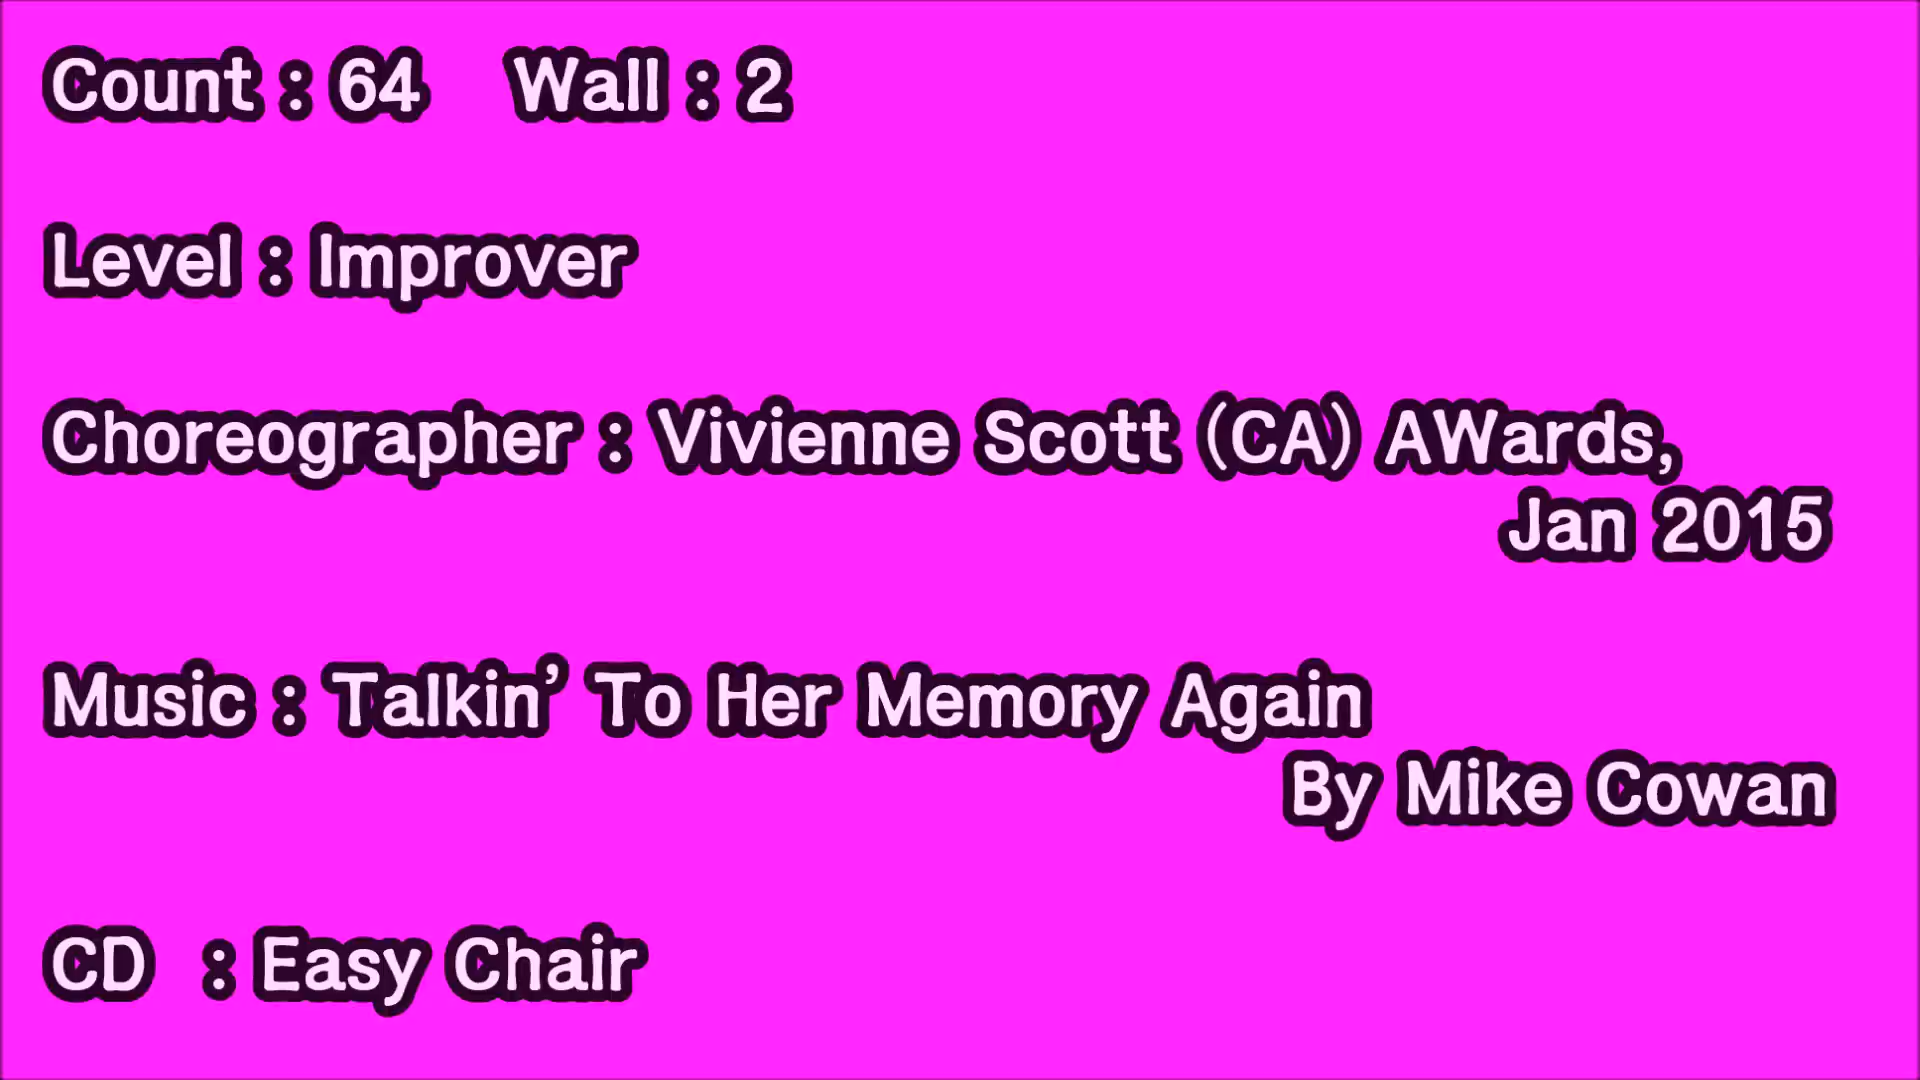 Count : 64 Wall : 2
Level : Improver
Choreographer : Vivienne Scott (CA) AWards,
Jan 2015
Music : Talkin’ To Her Memory Again
By Mike Cowan
CD : Easy Chair